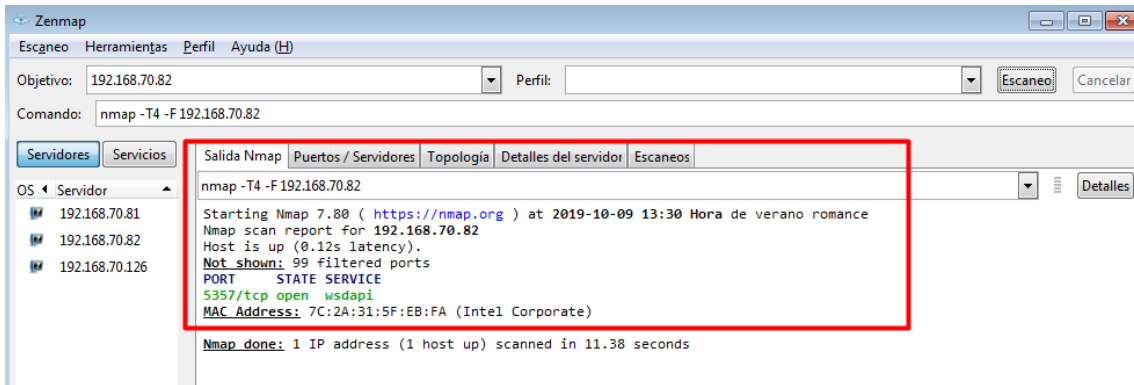 Zenmap
Escaneo Herramientas Perfil Ayuda (H)
Objetivo: 192.168.70.82 Perfil: Escaneo Cancelar
Comando: nmap -T4 -F 192.168.70.82
Servidores Servicios Salida Nmap Puertos / Servidores Topología Detalles del servidor Escaneos
nmap -T4 -F 192.168.70.82 Detalles
OS Servidor
192.168.70.81
192.168.70.82
192.168.70.126
Starting Nmap 7.80 ( https://nmap.org ) at 2019-10-09 13:30 Hora de verano romance
Nmap scan report for 192.168.70.82
Host is up (0.12s latency).
Not shown: 99 filtered ports
PORT STATE SERVICE
5357/tcp open wsdapi
MAC Address: 7C:2A:31:5F:EB:FA (Intel Corporate)
Nmap done: 1 IP address (1 host up) scanned in 11.38 seconds